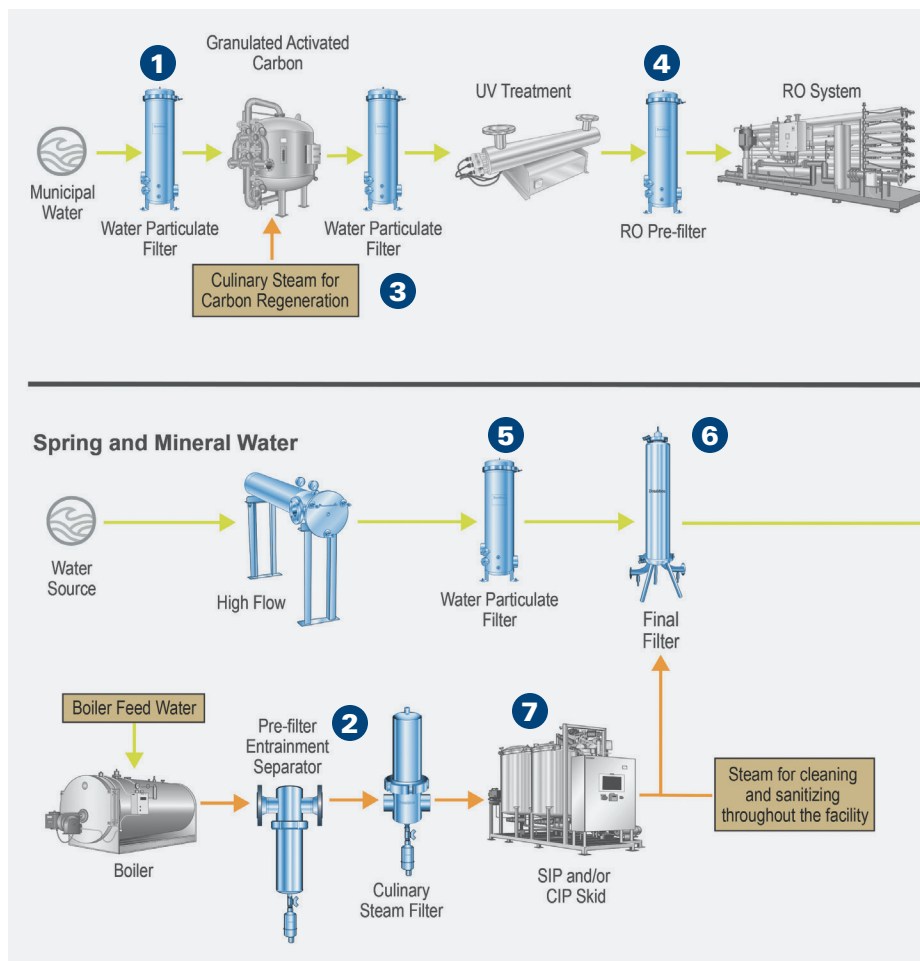 1
Granulated Activated
Carbon
4
UV Treatment
RO System
Municipal
Water
Water Particulate
Filter
Water Particulate
Filter
RO Pre-filter
Culinary Steam for
Carbon Regeneration
3
Spring and Mineral Water
5
6
Water
Source
High Flow
Water Particulate
Filter
Final
Filter
Boiler Feed Water
Pre-filter
Entrainment
Separator
2
7
Steam for cleaning
and sanitizing
throughout the facility
Boiler
Culinary
Steam Filter
SIP and/or
CIP Skid